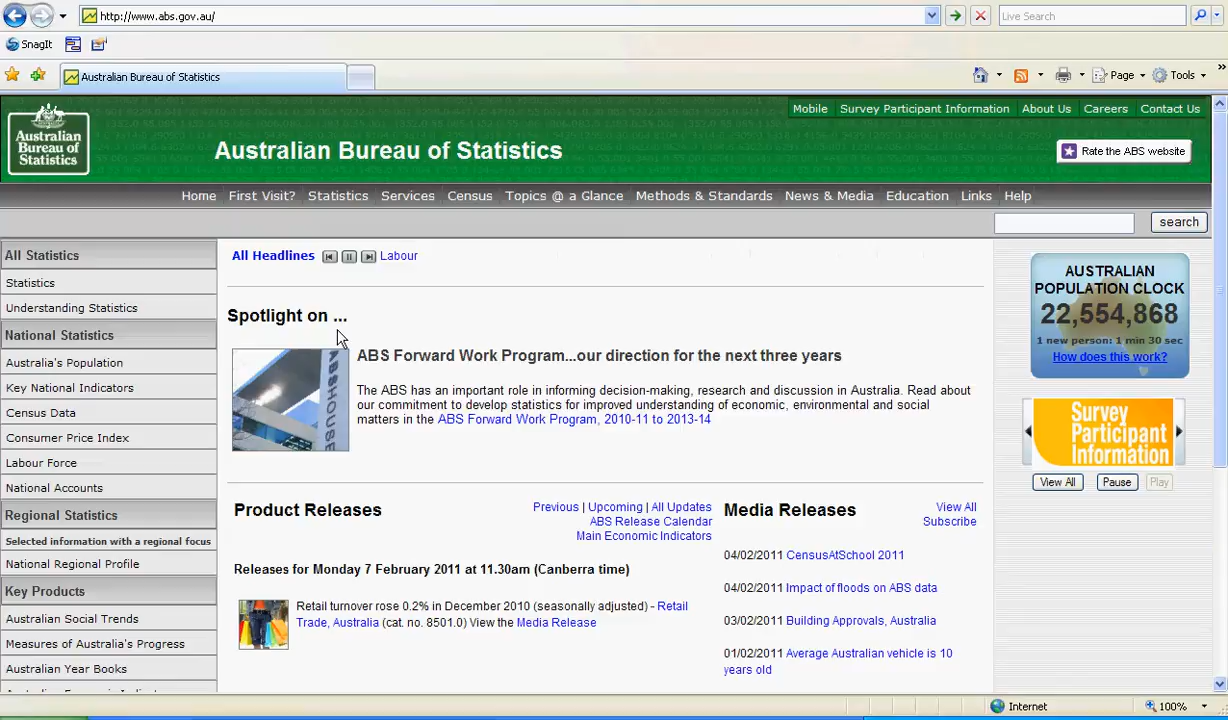 http://www.abs.gov.au/
Live Search
SnagIt
Australian Bureau of Statistics
Page
Tools
Mobile
Survey Participant Information
About Us
Careers
Contact Us
Australian
Bureau of
Statistics
Australian Bureau of Statistics
Rate the ABS website
Home
First Visit?
Statistics
Services
Census
Topics @ a Glance
Methods & Standards
News & Media
Education
Links
Help
search
All Statistics
Statistics
Understanding Statistics
National Statistics
Australia's Population
Key National Indicators
Census Data
Consumer Price Index
Labour Force
National Accounts
Regional Statistics
Selected information with a regional focus
National Regional Profile
Key Products
Australian Social Trends
Measures of Australia's Progress
Australian Year Books
All Headlines
Labour
Spotlight on ...
ABS HOUSE
ABS Forward Work Program...our direction for the next three years
The ABS has an important role in informing decision-making, research and discussion in Australia. Read about
our commitment to develop statistics for improved understanding of economic, environmental and social
matters in the ABS Forward Work Program, 2010-11 to 2013-14
Product Releases
Previous | Upcoming | All Updates
ABS Release Calendar
Main Economic Indicators
Releases for Monday 7 February 2011 at 11.30am (Canberra time)
Retail turnover rose 0.2% in December 2010 (seasonally adjusted) - Retail
Trade, Australia (cat. no. 8501.0) View the Media Release
Media Releases
View All
Subscribe
04/02/2011 CensusAtSchool 2011
04/02/2011 Impact of floods on ABS data
03/02/2011 Building Approvals, Australia
01/02/2011 Average Australian vehicle is 10
years old
AUSTRALIAN
POPULATION CLOCK
22,554,868
1 new person: 1 min 30 sec
How does this work?
Survey
Participant
Information
View All
Pause
Play
Internet
100%